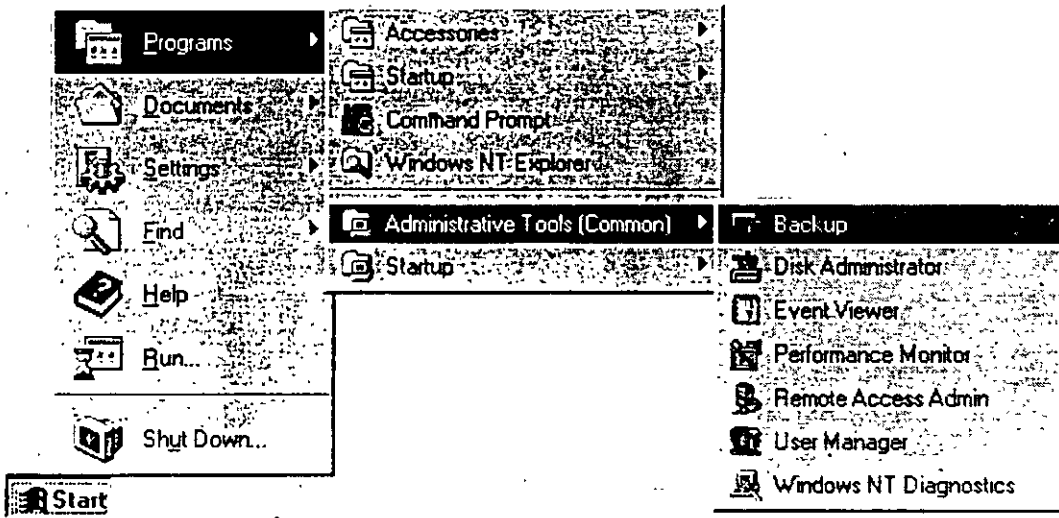 Programs
Documents
Settings
Find
Help
Run...
Shut Down...
Start
Accessories
Startup
Command Prompt
Windows NT Explorer
Administrative Tools (Common)
Startup
Backup
Disk Administrator
Event Viewer
Performance Monitor
Remote Access Admin
User Manager
Windows NT Diagnostics